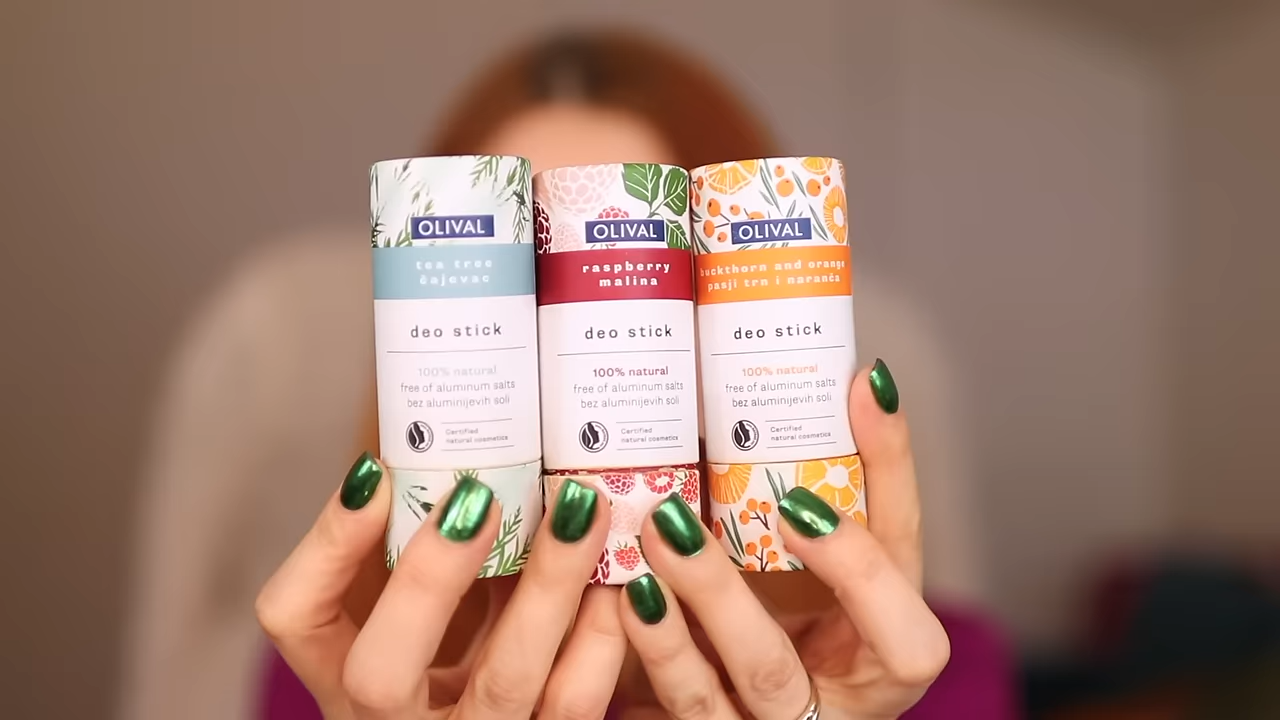 OLIVAL
tea tree
čajevac
deo stick
100% natural
free of aluminum salts
bez aluminijevih soli
Certified
natural cosmetics
OLIVAL
raspberry
malina
deo stick
100% natural
free of aluminum salts
bez aluminijevih soli
Certified
natural cosmetics
OLIVAL
buckthorn and orange
pasji trn i naranča
deo stick
100% natural
free of aluminum salts
bez aluminijevih soli
Certified
natural cosmetics